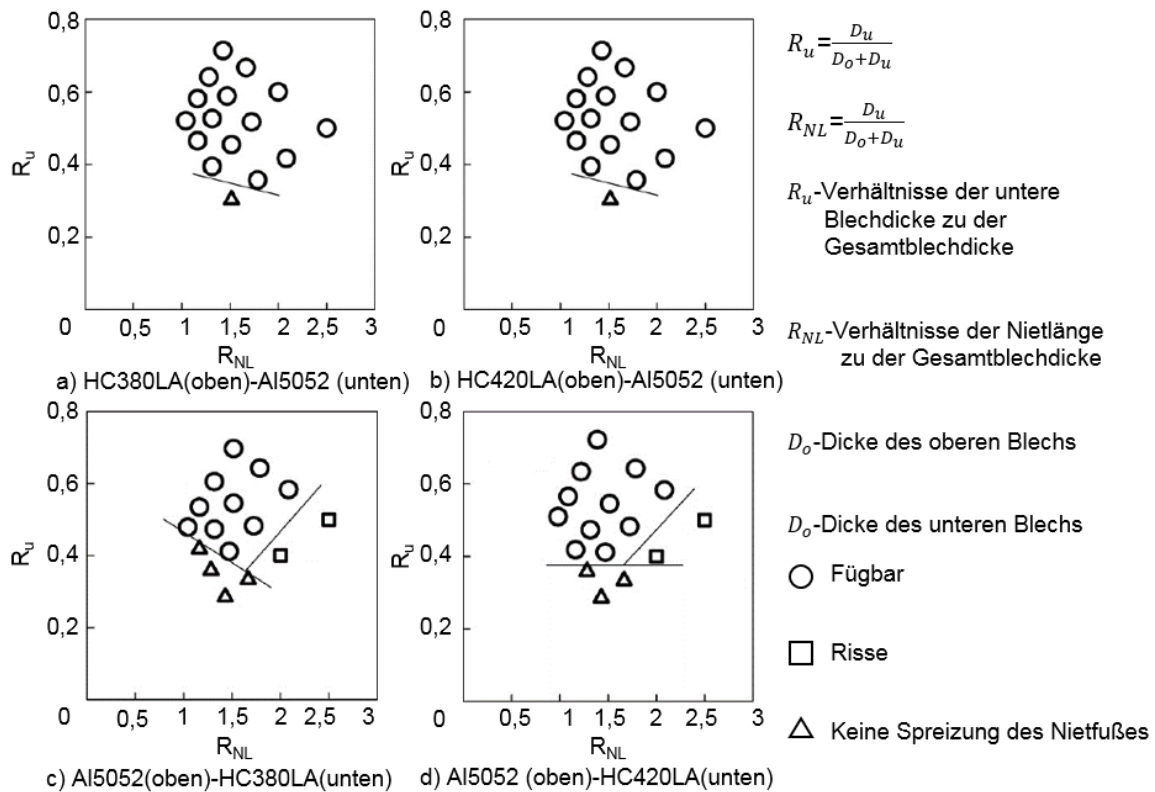 0,8
0,6
0,4
0,2
0
0,5
1
1,5
2
2,5
3
R_u
R_NL
a) HC380LA(oben)-Al5052 (unten)
0,8
0,6
0,4
0,2
0
0,5
1
1,5
2
2,5
3
R_u
R_NL
b) HC420LA(oben)-Al5052 (unten)
0,8
0,6
0,4
0,2
0
0,5
1
1,5
2
2,5
3
R_u
R_NL
c) Al5052(oben)-HC380LA(unten)
0,8
0,6
0,4
0,2
0
0,5
1
1,5
2
2,5
3
R_u
R_NL
d) Al5052 (oben)-HC420LA(unten)
R_u=D_u/(D_o+D_u)
R_NL=D_u/(D_o+D_u)
R_u-Verhältnisse der untere
Blechdicke zu der
Gesamtblechdicke
R_NL-Verhältnisse der Nietlänge
zu der Gesamtblechdicke
D_o-Dicke des oberen Blechs
D_o-Dicke des unteren Blechs
Fügbar
Risse
Keine Spreizung des Nietfußes